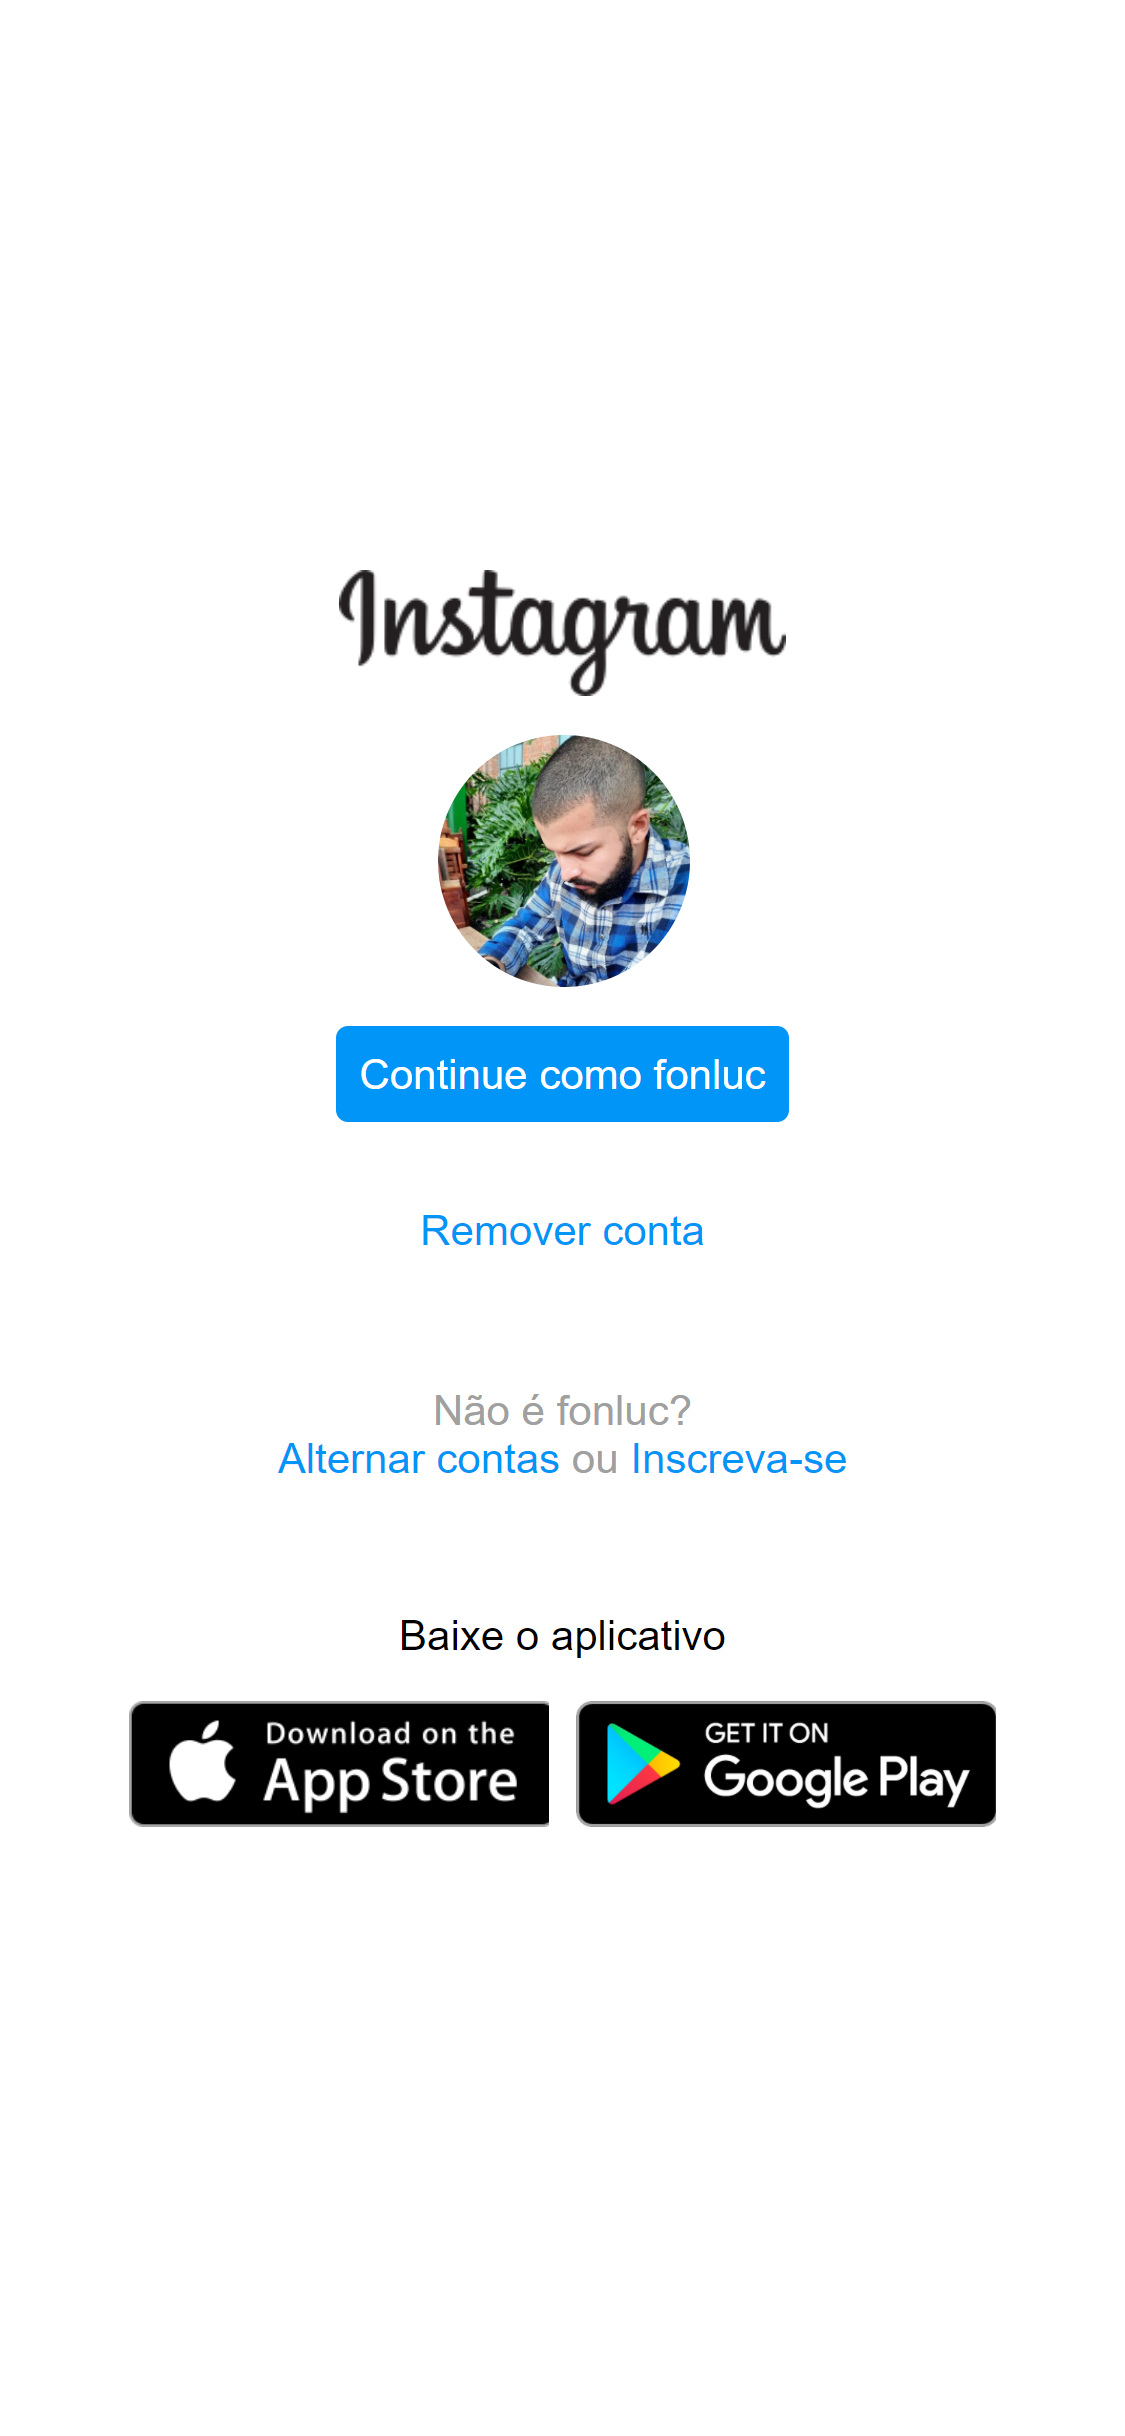 Instagram
Continue como fonluc
Remover conta
Não é fonluc?
Alternar contas ou Inscreva-se
Baixe o aplicativo
Download on the
App Store
GET IT ON
Google Play